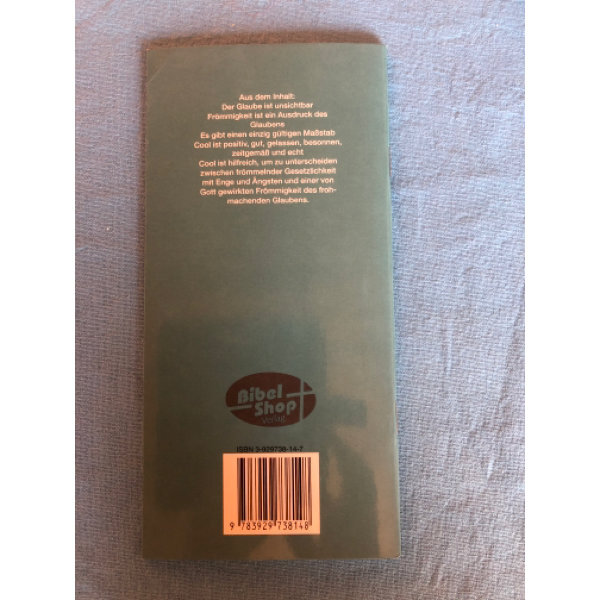 Aus dem Inhalt:
Der Glaube ist unsichtbar
Frömmigkeit ist ein Ausdruck des
Glaubens
Es gibt einen einzig gültigen Maßstab
Cool ist positiv, gut, gelassen, besonnen,
zeitgemäß und echt
Cool ist hilfreich, um zu unterscheiden
zwischen frömmelnder Gesetzlichkeit
mit Enge und Ängsten und einer von
Gott gewirkten Frömmigkeit des froh-
machenden Glaubens.
Bibel
Shop
Verlag
ISBN 3-929738-14-7
9 783929 738148